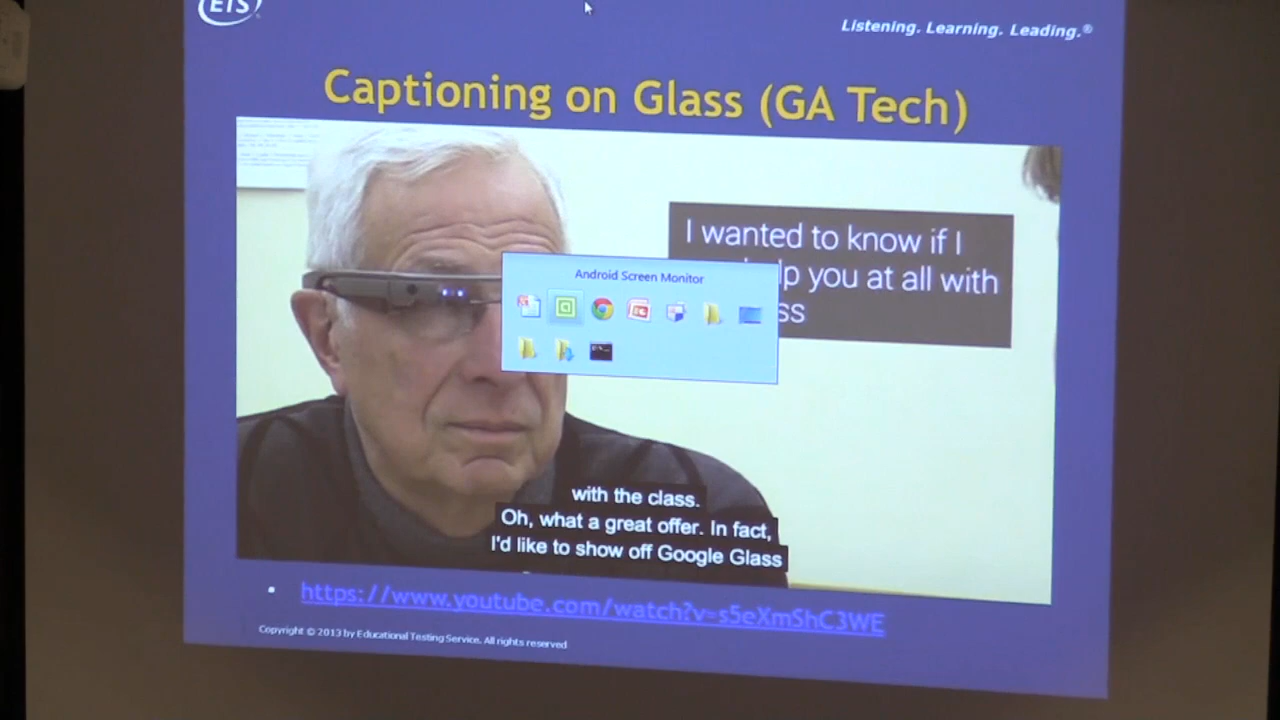 ETS
Listening. Learning. Leading.®
Captioning on Glass (GA Tech)
I wanted to know if I
lp you at all with
ss
Android Screen Monitor
with the class.
Oh, what a great offer. In fact,
I'd like to show off Google Glass
https://www.youtube.com/watch?v=s5eXmShC3WE
Copyright © 2013 by Educational Testing Service. All rights reserved